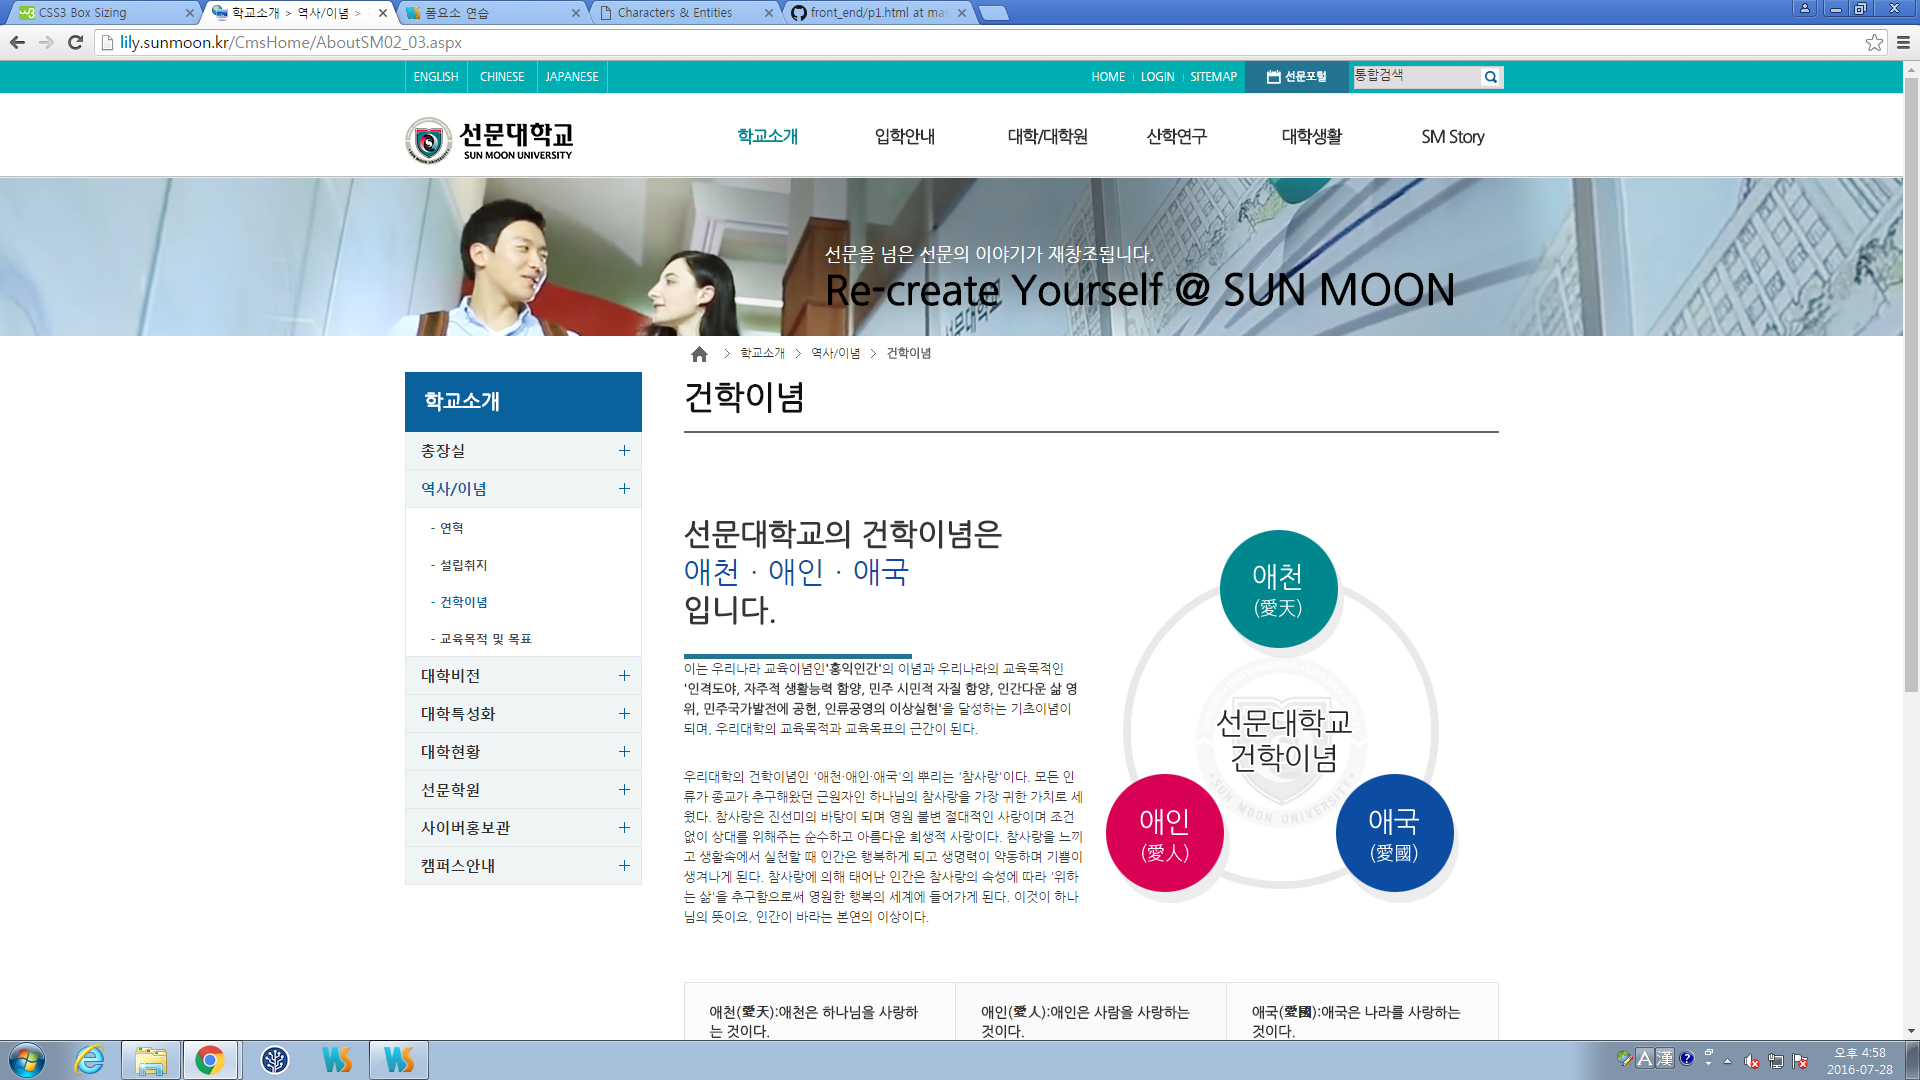 CSS3 Box Sizing
학교소개 > 역사/이념 >
폼요소 연습
Characters & Entities
front_end/p1.html at mas
lily.sunmoon.kr/CmsHome/AboutSM02_03.aspx
ENGLISH CHINESE JAPANESE
HOME LOGIN SITEMAP 선문포털 통합검색
선문대학교
SUN MOON UNIVERSITY
학교소개 입학안내 대학/대학원 산학연구 대학생활 SM Story
선문을 넘은 선문의 이야기가 재창조됩니다.
Re-create Yourself @ SUN MOON
학교소개 > 역사/이념 > 건학이념
학교소개
총장실 +
역사/이념 +
- 연혁
- 설립취지
- 건학이념
- 교육목적 및 목표
대학비전 +
대학특성화 +
대학현황 +
선문학원 +
사이버홍보관 +
캠퍼스안내 +
건학이념
선문대학교의 건학이념은
애천 · 애인 · 애국
입니다.
이는 우리나라 교육이념인'홍익인간'의 이념과 우리나라의 교육목적인
'인격도야, 자주적 생활능력 함양, 민주 시민적 자질 함양, 인간다운 삶 영
위, 민주국가발전에 공헌, 인류공영의 이상실현'을 달성하는 기초이념이
되며, 우리대학의 교육목적과 교육목표의 근간이 된다.
우리대학의 건학이념인 '애천·애인·애국'의 뿌리는 '참사랑'이다. 모든 인
류가 종교가 추구해왔던 근원자인 하나님의 참사랑을 가장 귀한 가치로 세
웠다. 참사랑은 진선미의 바탕이 되며 영원 불변 절대적인 사랑이며 조건
없이 상대를 위해주는 순수하고 아름다운 희생적 사랑이다. 참사랑을 느끼
고 생활속에서 실천할 때 인간은 행복하게 되고 생명력이 약동하며 기쁨이
생겨나게 된다. 참사랑에 의해 태어난 인간은 참사랑의 속성에 따라 '위하
는 삶'을 추구함으로써 영원한 행복의 세계에 들어가게 된다. 이것이 하나
님의 뜻이요, 인간이 바라는 본연의 이상이다.
애천
(愛天)
선문대학교
건학이념
SUN MOON UNIVERSITY
애인
(愛人)
애국
(愛國)
애천(愛天):애천은 하나님을 사랑하
는 것이다.
애인(愛人):애인은 사람을 사랑하는
것이다.
애국(愛國):애국은 나라를 사랑하는
것이다.
A 漢
오후 4:58
2016-07-28